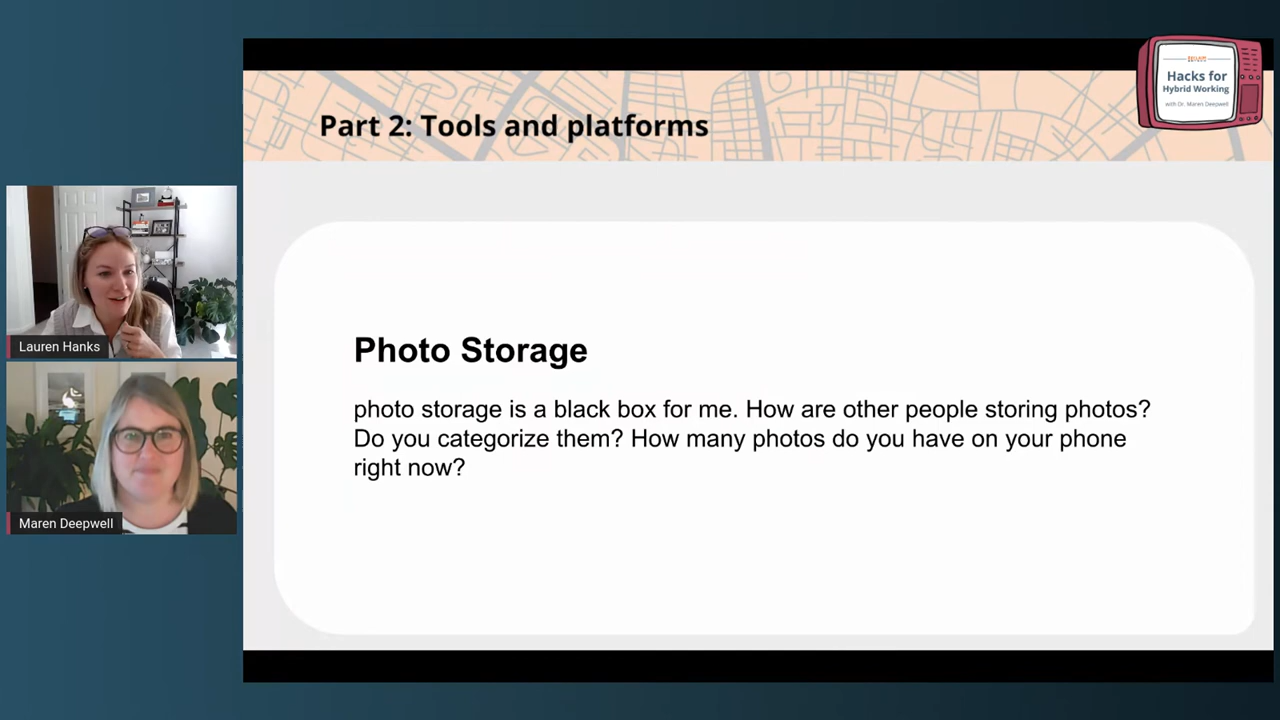 Part 2: Tools and platforms
Hacks for
Hybrid Working
with Dr. Maren Deepwell
Lauren Hanks
Photo Storage
photo storage is a black box for me. How are other people storing photos?
Do you categorize them? How many photos do you have on your phone
right now?
Maren Deepwell